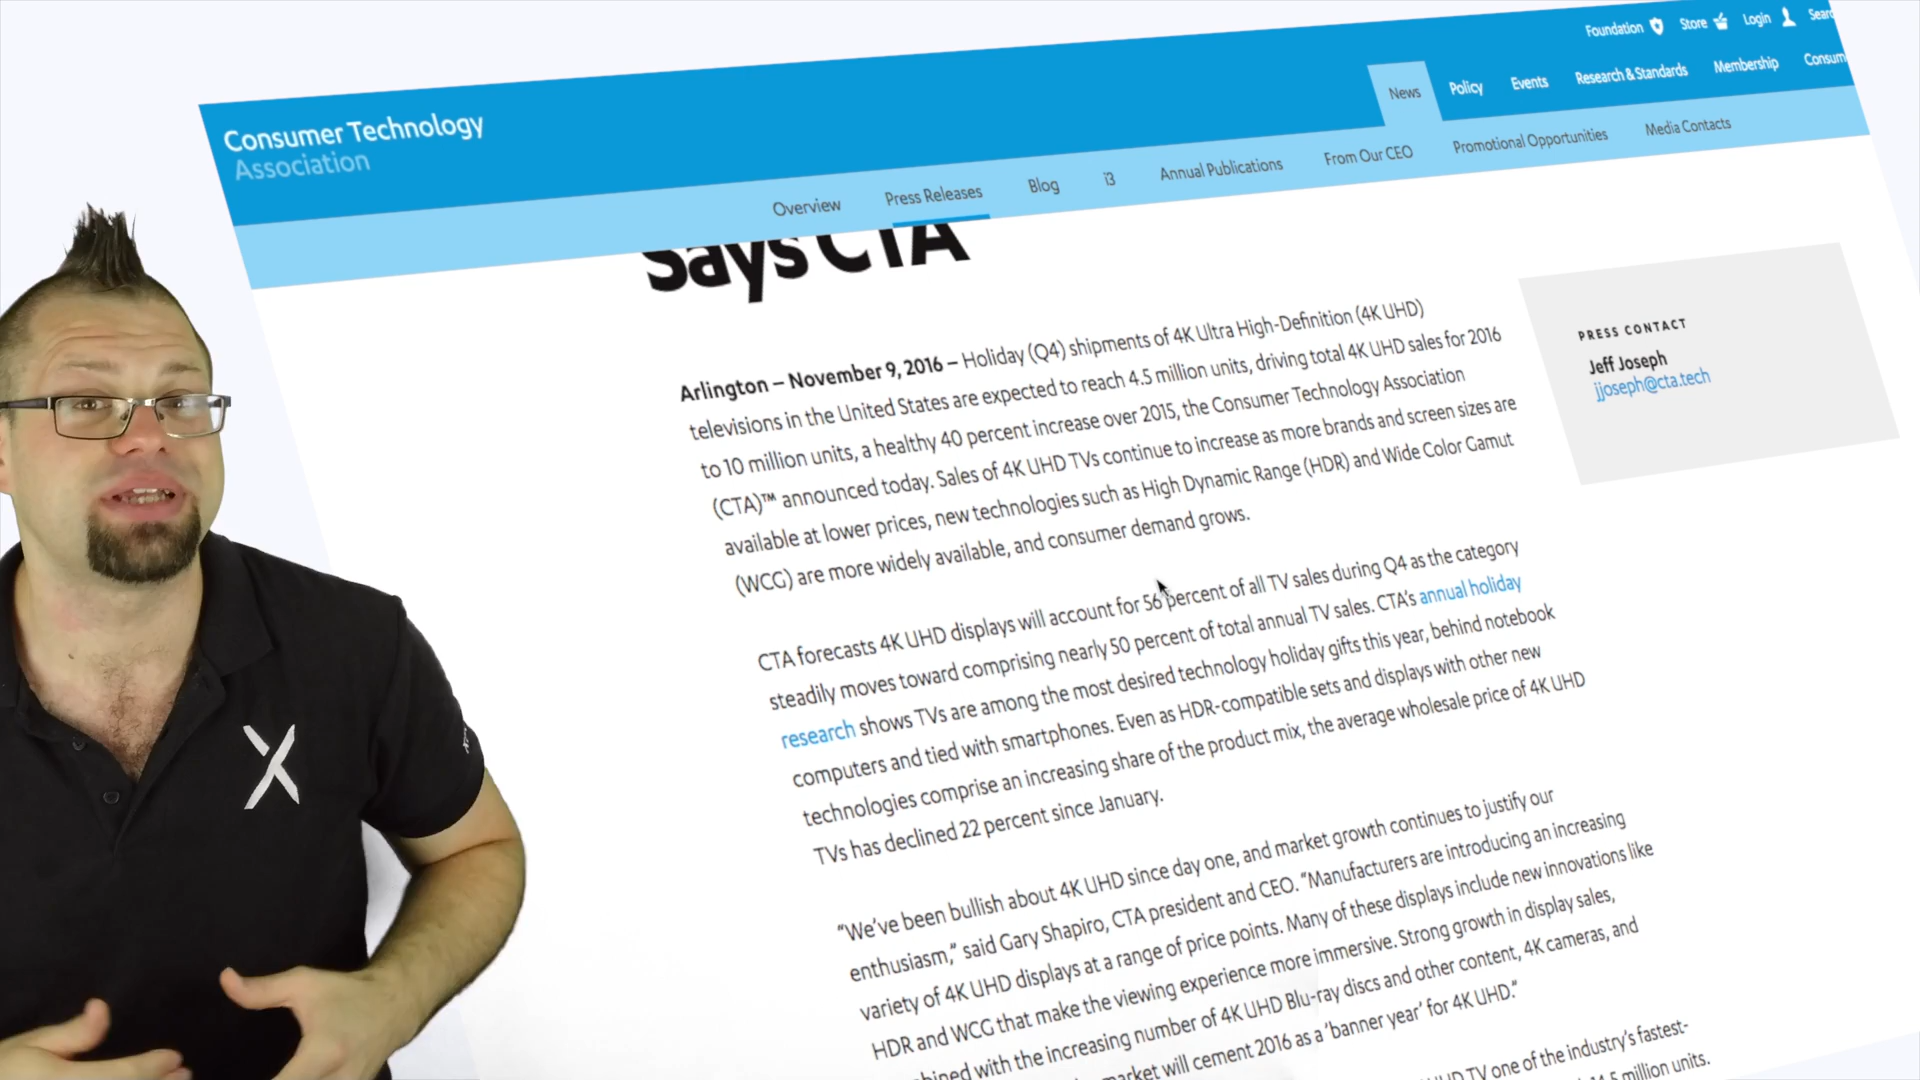 Foundation Store Login
News Policy Events Research & Standards Membership
Consumer Technology
Association
Overview Press Releases Blog i3 Annual Publications From Our CEO Promotional Opportunities Media Contacts
Says CTA
Arlington – November 9, 2016 – Holiday (Q4) shipments of 4K Ultra High-Definition (4K UHD)
televisions in the United States are expected to reach 4.5 million units, driving total 4K UHD sales for 2016
to 10 million units, a healthy 40 percent increase over 2015, the Consumer Technology Association
(CTA)™ announced today. Sales of 4K UHD TVs continue to increase as more brands and screen sizes are
available at lower prices, new technologies such as High Dynamic Range (HDR) and Wide Color Gamut
(WCG) are more widely available, and consumer demand grows.
PRESS CONTACT
Jeff Joseph
jjoseph@cta.tech
CTA forecasts 4K UHD displays will account for 56 percent of all TV sales during Q4 as the category
steadily moves toward comprising nearly 50 percent of total annual TV sales. CTA's annual holiday
research shows TVs are among the most desired technology holiday gifts this year, behind notebook
computers and tied with smartphones. Even as HDR-compatible sets and displays with other new
technologies comprise an increasing share of the product mix, the average wholesale price of 4K UHD
TVs has declined 22 percent since January.
"We've been bullish about 4K UHD since day one, and market growth continues to justify our
enthusiasm," said Gary Shapiro, CTA president and CEO. "Manufacturers are introducing an increasing
variety of 4K UHD displays at a range of price points. Many of these displays include new innovations like
HDR and WCG that make the viewing experience more immersive. Strong growth in display sales,
with the increasing number of 4K UHD Blu-ray discs and other content, 4K cameras, and
market will cement 2016 as a 'banner year' for 4K UHD."
TV one of the industry's fastest-
million units.
X